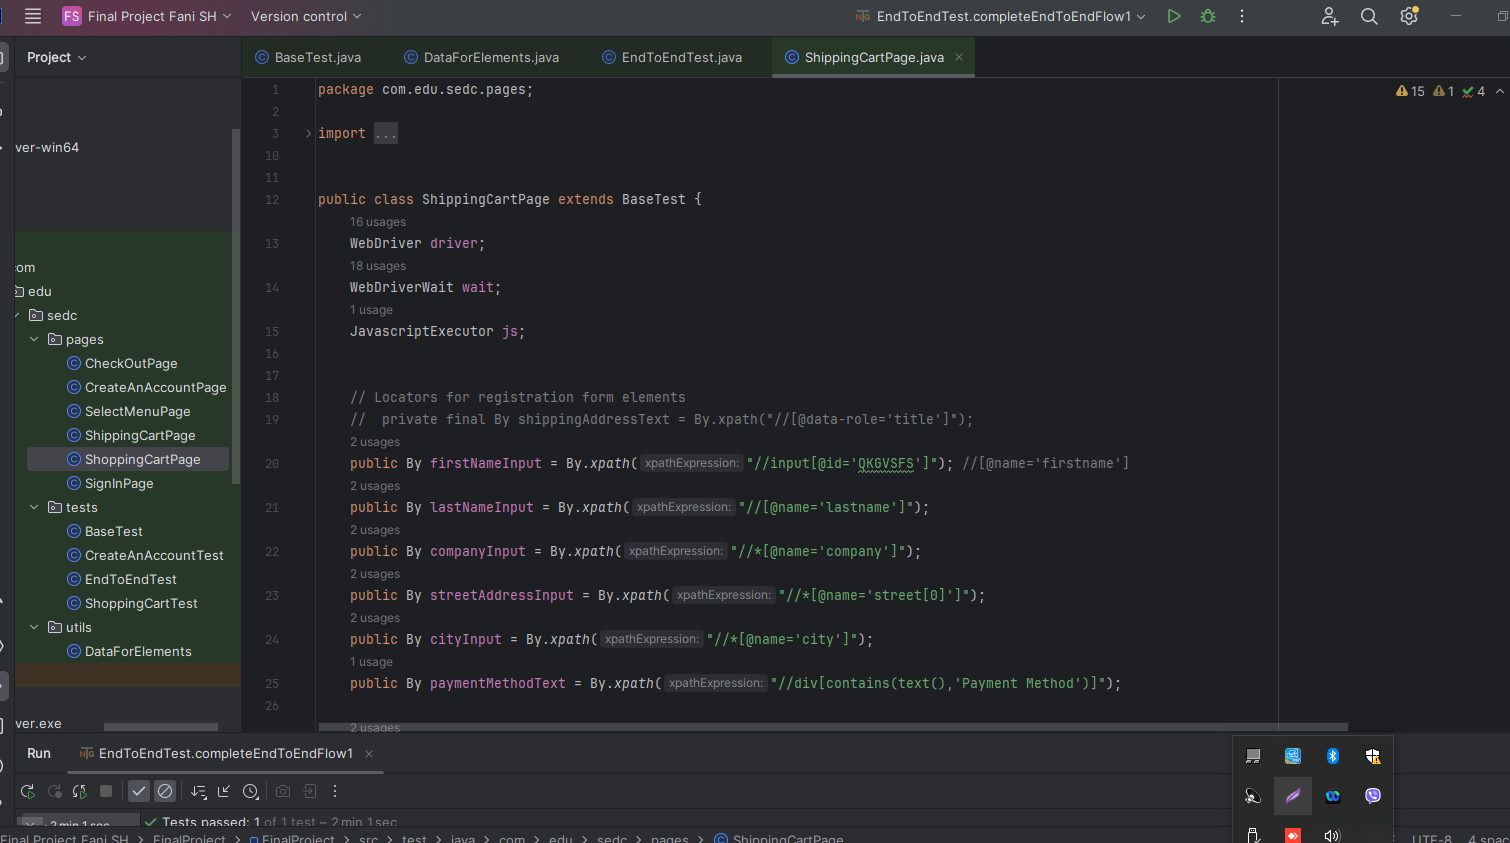 FS Final Project Fani SH Version control EndToEndTest.completeEndToEndFlow1
Project
BaseTest.java DataForElements.java EndToEndTest.java ShippingCartPage.java
15 1 4
ver-win64
com
edu
sedc
pages
CheckOutPage
CreateAnAccountPage
SelectMenuPage
ShippingCartPage
ShoppingCartPage
SignInPage
tests
BaseTest
CreateAnAccountTest
EndToEndTest
ShoppingCartTest
utils
DataForElements
ver.exe
1 package com.edu.sedc.pages;
2
3 import ...
10
11
12 public class ShippingCartPage extends BaseTest {
16 usages
13 WebDriver driver;
18 usages
14 WebDriverWait wait;
1 usage
15 JavascriptExecutor js;
16
17
18 // Locators for registration form elements
19 // private final By shippingAddressText = By.xpath("//[@data-role='title']");
2 usages
20 public By firstNameInput = By.xpath( xpathExpression: "//input[@id='QKGVSFS']"); //[@name='firstname']
2 usages
21 public By lastNameInput = By.xpath( xpathExpression: "//[@name='lastname']");
2 usages
22 public By companyInput = By.xpath( xpathExpression: "//*[@name='company']");
2 usages
23 public By streetAddressInput = By.xpath( xpathExpression: "//*[@name='street[0]']");
2 usages
24 public By cityInput = By.xpath( xpathExpression: "//*[@name='city']");
1 usage
25 public By paymentMethodText = By.xpath( xpathExpression: "//div[contains(text(),'Payment Method')]");
26
2 usages
Run EndToEndTest.completeEndToEndFlow1
2 min 1 sec Tests passed: 1 of 1 test – 2 min 1 sec
Final Project Fani SH FinalProject FinalProject src test java com edu sedc pages ShippingCartPage UTF-8 4 spac